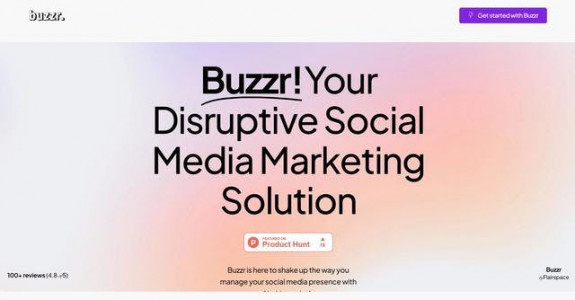 buzzr.
Get started with Buzzr
Buzzr! Your
Disruptive Social
Media Marketing
Solution
FEATURED ON
Product Hunt
100+ reviews (4.8 of 5)
Buzzr
by Flairspace
Buzzr is here to shake up the way you
manage your social media presence with